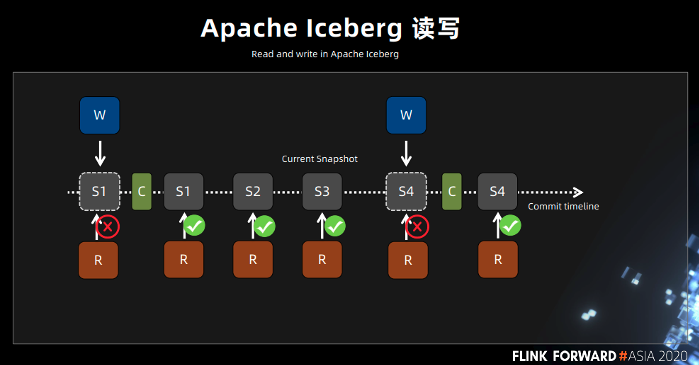 Apache Iceberg 读写
Read and write in Apache Iceberg
W
W
Current Snapshot
S1
C
S1
S2
S3
S4
C
S4
Commit timeline
R
R
R
R
R
R
FLINK FORWARD #ASIA 2020